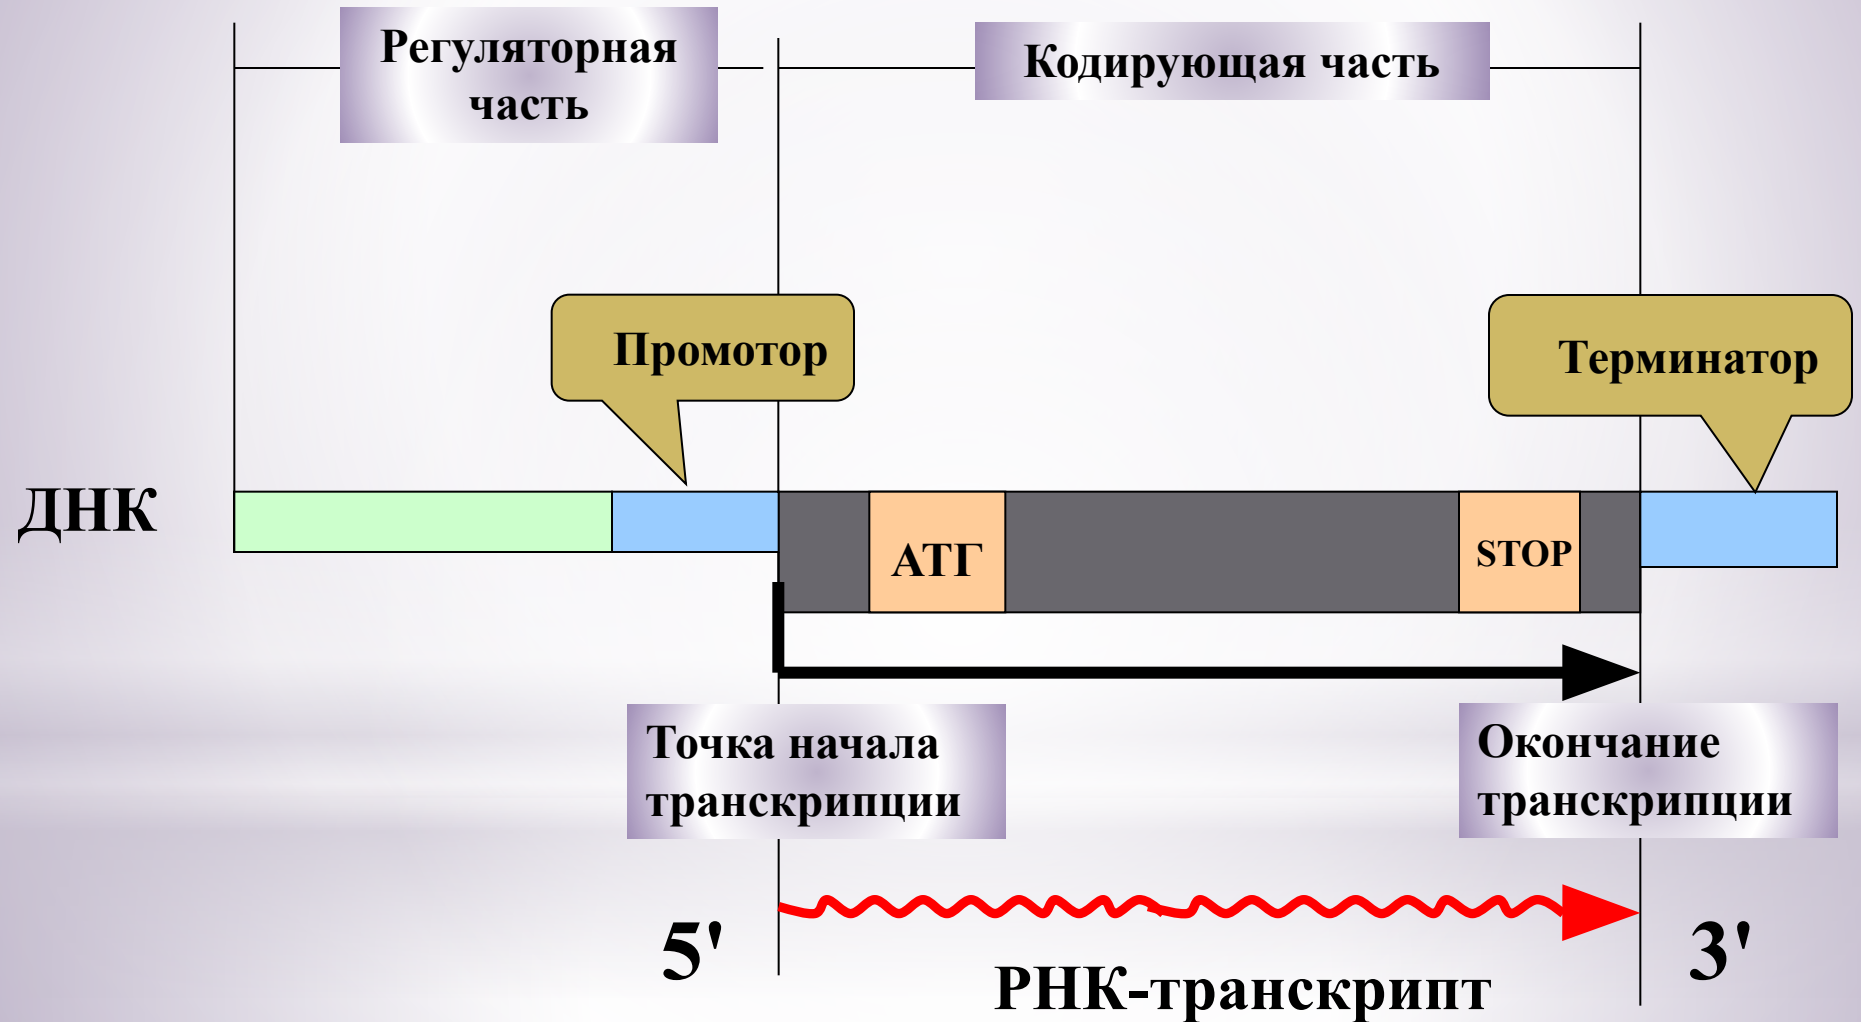 Регуляторная
часть
Кодирующая часть
Промотор
Терминатор
ДНК
АТГ
STOP
Точка начала
транскрипции
Окончание
транскрипции
5'
3'
РНК-транскрипт